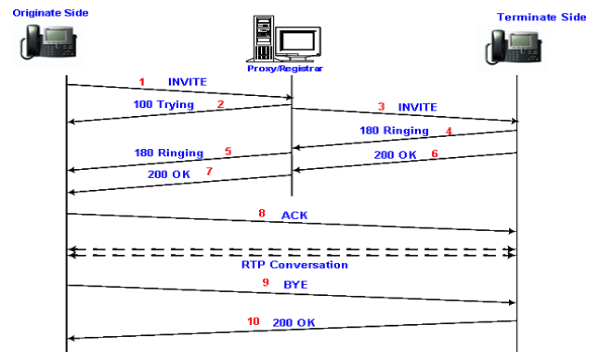 Originate Side
Terminate Side
Proxy/Registrar
1 INVITE
100 Trying 2
3 INVITE
180 Ringing 4
180 Ringing 5
200 OK 6
200 OK 7
8 ACK
RTP Conversation
9 BYE
10 200 OK